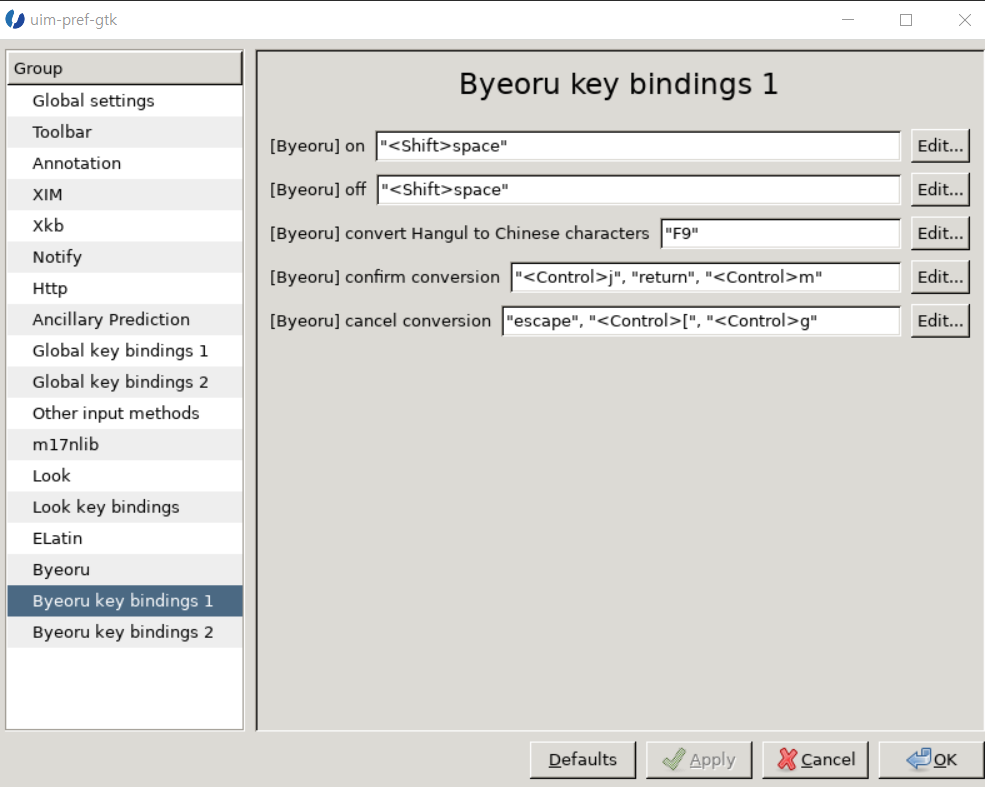 uim-pref-gtk
Group
Global settings
Toolbar
Annotation
XIM
Xkb
Notify
Http
Ancillary Prediction
Global key bindings 1
Global key bindings 2
Other input methods
m17nlib
Look
Look key bindings
ELatin
Byeoru
Byeoru key bindings 1
Byeoru key bindings 2
Byeoru key bindings 1
[Byeoru] on "<Shift>space" Edit...
[Byeoru] off "<Shift>space" Edit...
[Byeoru] convert Hangul to Chinese characters "F9" Edit...
[Byeoru] confirm conversion "<Control>j", "return", "<Control>m" Edit...
[Byeoru] cancel conversion "escape", "<Control>[", "<Control>g" Edit...
Defaults Apply Cancel OK